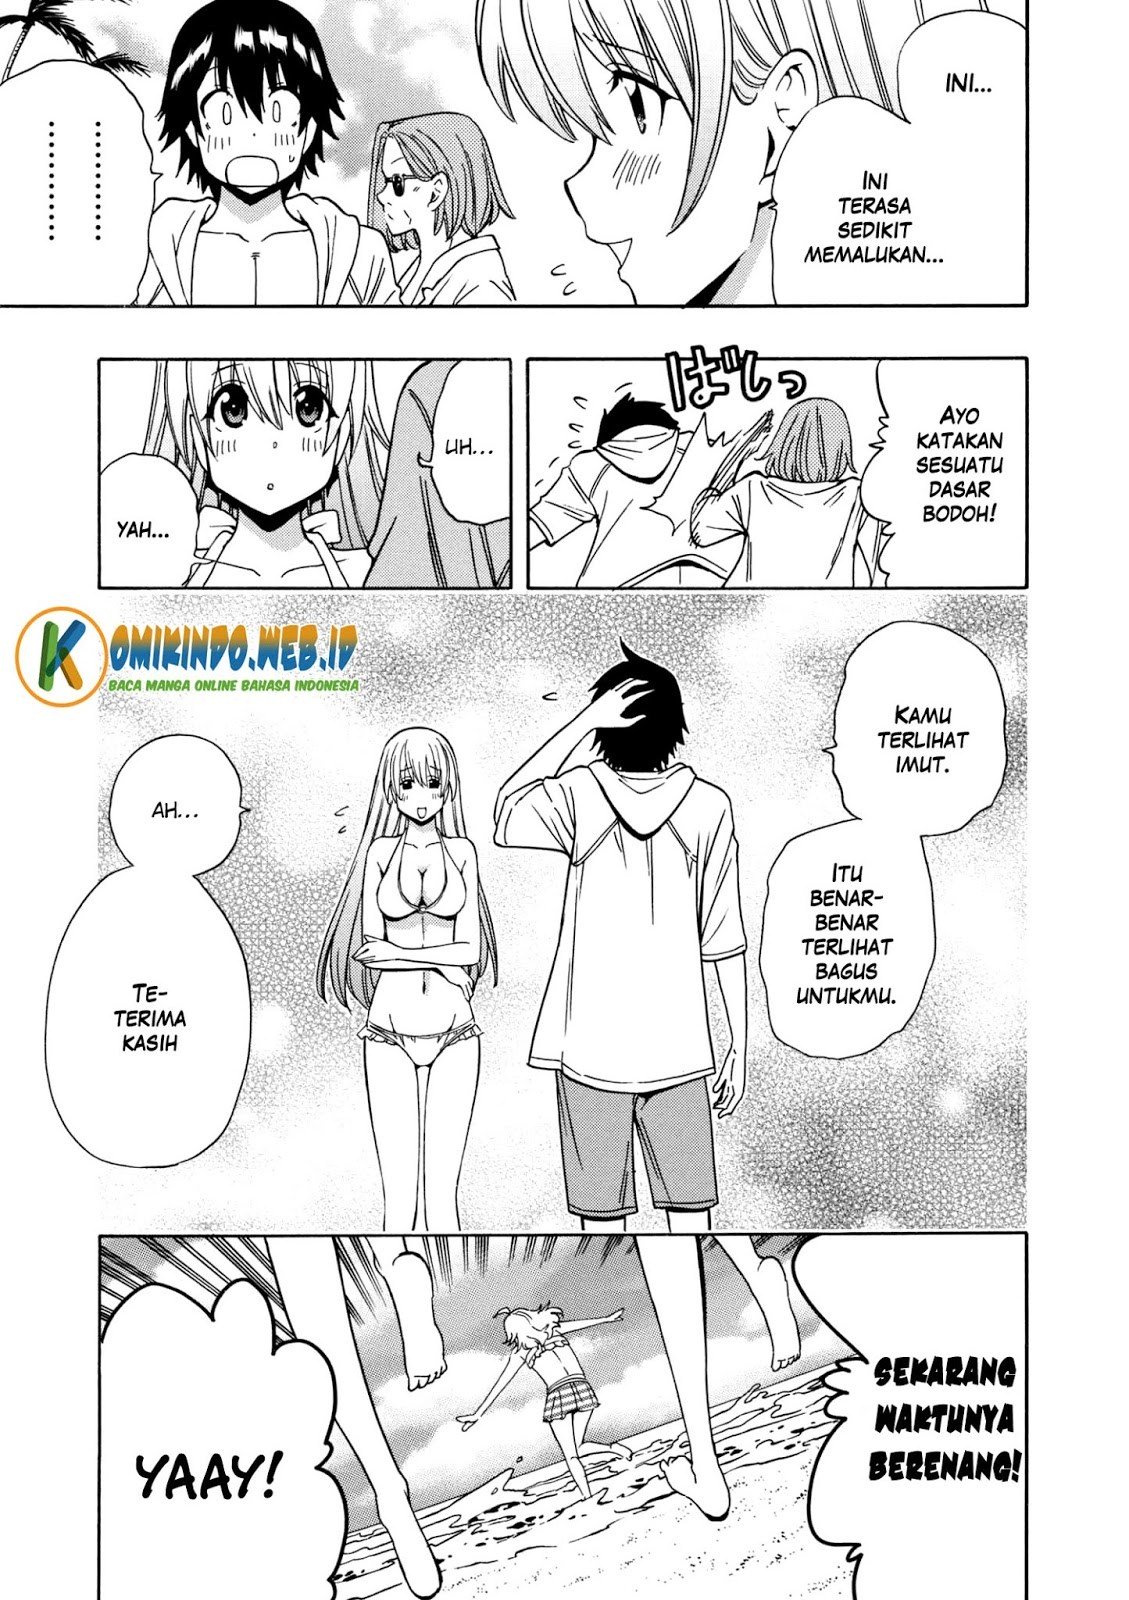 INI...
INI
TERASA
SEDIKIT
MEMALUKAN...
............
AYO
KATAKAN
SESUATU
DASAR
BODOH!
ばしっ
UH...
YAH...
KOMIKINDO.WEB.ID
BACA MANGA ONLINE BAHASA INDONESIA
KAMU
TERLIHAT
IMUT.
ITU
BENAR-
BENAR
TERLIHAT
BAGUS
UNTUKMU.
AH...
TE-
TERIMA
KASIH
SEKARANG
WAKTUNYA
BERENANG!
YAAY!